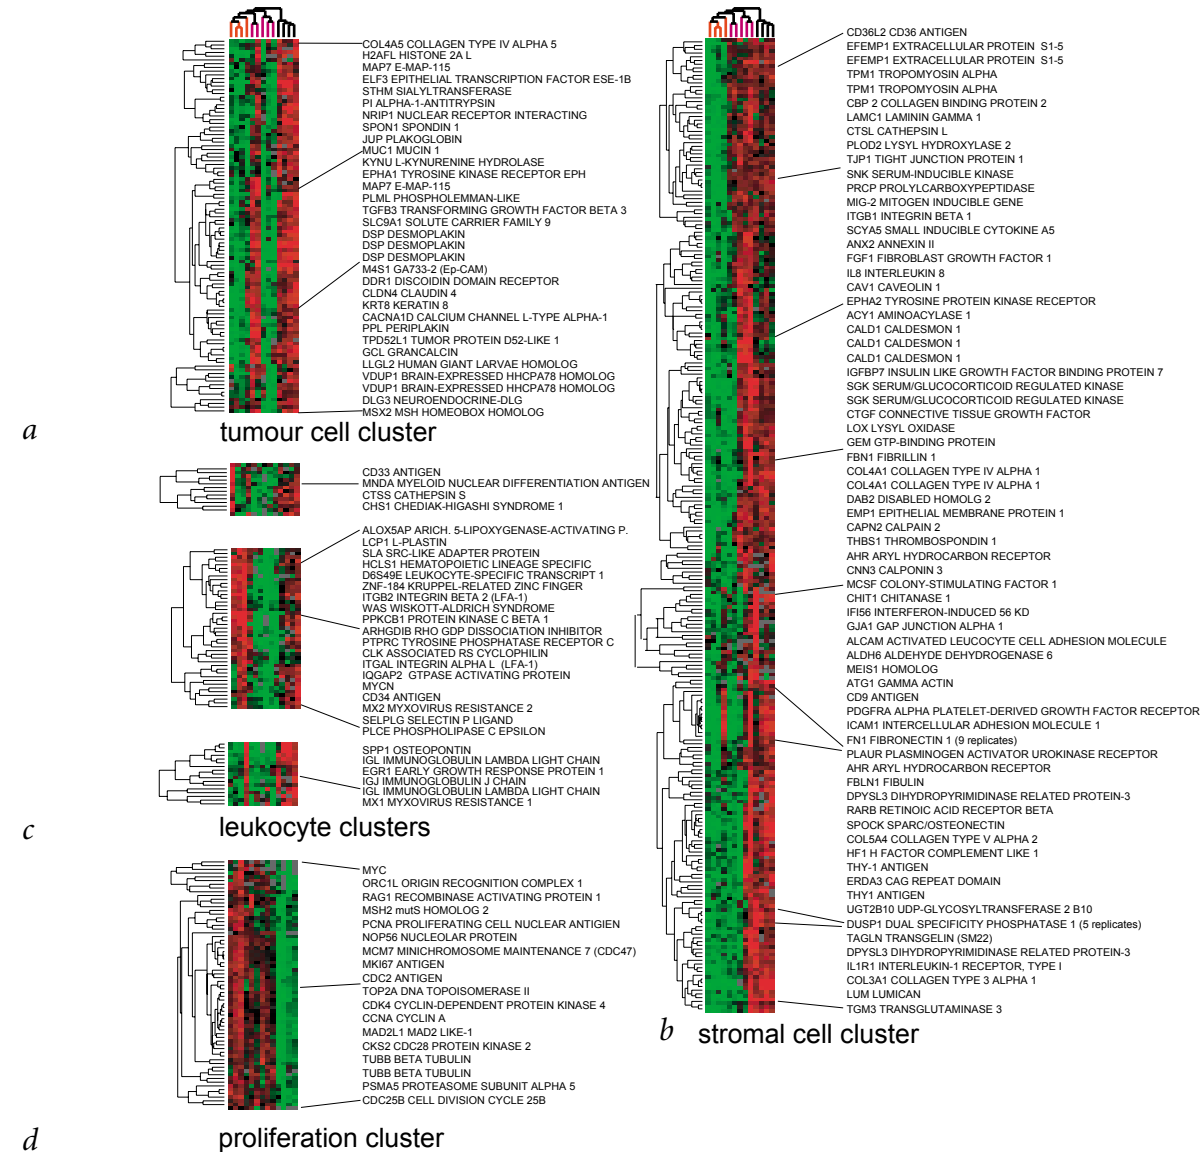 COL4A5 COLLAGEN TYPE IV ALPHA 5
H2AFL HISTONE 2A L
MAP7 E-MAP-115
ELF3 EPITHELIAL TRANSCRIPTION FACTOR ESE-1B
STHM SIALYLTRANSFERASE
PI ALPHA-1-ANTITRYPSIN
NRIP1 NUCLEAR RECEPTOR INTERACTING
SPON1 SPONDIN 1
JUP PLAKOGLOBIN
MUC1 MUCIN 1
KYNU L-KYNURENINE HYDROLASE
EPHA1 TYROSINE KINASE RECEPTOR EPH
MAP7 E-MAP-115
PLML PHOSPHOLEMMAN-LIKE
TGFB3 TRANSFORMING GROWTH FACTOR BETA 3
SLC9A1 SOLUTE CARRIER FAMILY 9
DSP DESMOPLAKIN
DSP DESMOPLAKIN
DSP DESMOPLAKIN
M4S1 GA733-2 (Ep-CAM)
DDR1 DISCOIDIN DOMAIN RECEPTOR
CLDN4 CLAUDIN 4
KRT8 KERATIN 8
CACNA1D CALCIUM CHANNEL L-TYPE ALPHA-1
PPL PERIPLAKIN
TPD52L1 TUMOR PROTEIN D52-LIKE 1
GCL GRANCALCIN
LLGL2 HUMAN GIANT LARVAE HOMOLOG
VDUP1 BRAIN-EXPRESSED HHCPA78 HOMOLOG
VDUP1 BRAIN-EXPRESSED HHCPA78 HOMOLOG
DLG3 NEUROENDOCRINE-DLG
MSX2 MSH HOMEOBOX HOMOLOG
a
tumour cell cluster
CD33 ANTIGEN
MNDA MYELOID NUCLEAR DIFFERENTIATION ANTIGEN
CTSS CATHEPSIN S
CHS1 CHEDIAK-HIGASHI SYNDROME 1
ALOX5AP ARICH. 5-LIPOXYGENASE-ACTIVATING P.
LCP1 L-PLASTIN
SLA SRC-LIKE ADAPTER PROTEIN
HCLS1 HEMATOPOIETIC LINEAGE SPECIFIC
D6S49E LEUKOCYTE-SPECIFIC TRANSCRIPT 1
ZNF-184 KRUPPEL-RELATED ZINC FINGER
ITGB2 INTEGRIN BETA 2 (LFA-1)
WAS WISKOTT-ALDRICH SYNDROME
PPKCB1 PROTEIN KINASE C BETA 1
ARHGDIB RHO GDP DISSOCIATION INHIBITOR
PTPRC TYROSINE PHOSPHATASE RECEPTOR C
CLK ASSOCIATED RS CYCLOPHILIN
ITGAL INTEGRIN ALPHA L (LFA-1)
IQGAP2 GTPASE ACTIVATING PROTEIN
MYCN
CD34 ANTIGEN
MX2 MYXOVIRUS RESISTANCE 2
SELPLG SELECTIN P LIGAND
PLCE PHOSPHOLIPASE C EPSILON
SPP1 OSTEOPONTIN
IGL IMMUNOGLOBULIN LAMBDA LIGHT CHAIN
EGR1 EARLY GROWTH RESPONSE PROTEIN 1
IGJ IMMUNOGLOBULIN J CHAIN
IGL IMMUNOGLOBULIN LAMBDA LIGHT CHAIN
MX1 MYXOVIRUS RESISTANCE 1
c
leukocyte clusters
MYC
ORC1L ORIGIN RECOGNITION COMPLEX 1
RAG1 RECOMBINASE ACTIVATING PROTEIN 1
MSH2 mutS HOMOLOG 2
PCNA PROLIFERATING CELL NUCLEAR ANTIGIEN
NOP56 NUCLEOLAR PROTEIN
MCM7 MINICHROMOSOME MAINTENANCE 7 (CDC47)
MKI67 ANTIGEN
CDC2 ANTIGEN
TOP2A DNA TOPOISOMERASE II
CDK4 CYCLIN-DEPENDENT PROTEIN KINASE 4
CCNA CYCLIN A
MAD2L1 MAD2 LIKE-1
CKS2 CDC28 PROTEIN KINASE 2
TUBB BETA TUBULIN
TUBB BETA TUBULIN
PSMA5 PROTEASOME SUBUNIT ALPHA 5
CDC25B CELL DIVISION CYCLE 25B
d
proliferation cluster
CD36L2 CD36 ANTIGEN
EFEMP1 EXTRACELLULAR PROTEIN S1-5
EFEMP1 EXTRACELLULAR PROTEIN S1-5
TPM1 TROPOMYOSIN ALPHA
TPM1 TROPOMYOSIN ALPHA
CBP 2 COLLAGEN BINDING PROTEIN 2
LAMC1 LAMININ GAMMA 1
CTSL CATHEPSIN L
PLOD2 LYSYL HYDROXYLASE 2
TJP1 TIGHT JUNCTION PROTEIN 1
SNK SERUM-INDUCIBLE KINASE
PRCP PROLYLCARBOXYPEPTIDASE
MIG-2 MITOGEN INDUCIBLE GENE
ITGB1 INTEGRIN BETA 1
SCYA5 SMALL INDUCIBLE CYTOKINE A5
ANX2 ANNEXIN II
FGF1 FIBROBLAST GROWTH FACTOR 1
IL8 INTERLEUKIN 8
CAV1 CAVEOLIN 1
EPHA2 TYROSINE PROTEIN KINASE RECEPTOR
ACY1 AMINOACYLASE 1
CALD1 CALDESMON 1
CALD1 CALDESMON 1
CALD1 CALDESMON 1
IGFBP7 INSULIN LIKE GROWTH FACTOR BINDING PROTEIN 7
SGK SERUM/GLUCOCORTICOID REGULATED KINASE
SGK SERUM/GLUCOCORTICOID REGULATED KINASE
CTGF CONNECTIVE TISSUE GROWTH FACTOR
LOX LYSYL OXIDASE
GEM GTP-BINDING PROTEIN
FBN1 FIBRILLIN 1
COL4A1 COLLAGEN TYPE IV ALPHA 1
COL4A1 COLLAGEN TYPE IV ALPHA 1
DAB2 DISABLED HOMOLG 2
EMP1 EPITHELIAL MEMBRANE PROTEIN 1
CAPN2 CALPAIN 2
THBS1 THROMBOSPONDIN 1
AHR ARYL HYDROCARBON RECEPTOR
CNN3 CALPONIN 3
MCSF COLONY-STIMULATING FACTOR 1
CHIT1 CHITANASE 1
IFI56 INTERFERON-INDUCED 56 KD
GJA1 GAP JUNCTION ALPHA 1
ALCAM ACTIVATED LEUCOCYTE CELL ADHESION MOLECULE
ALDH6 ALDEHYDE DEHYDROGENASE 6
MEIS1 HOMOLOG
ATG1 GAMMA ACTIN
CD9 ANTIGEN
PDGFRA ALPHA PLATELET-DERIVED GROWTH FACTOR RECEPTOR
ICAM1 INTERCELLULAR ADHESION MOLECULE 1
FN1 FIBRONECTIN 1 (9 replicates)
PLAUR PLASMINOGEN ACTIVATOR UROKINASE RECEPTOR
AHR ARYL HYDROCARBON RECEPTOR
FBLN1 FIBULIN
DPYSL3 DIHYDROPYRIMIDINASE RELATED PROTEIN-3
RARB RETINOIC ACID RECEPTOR BETA
SPOCK SPARC/OSTEONECTIN
COL5A4 COLLAGEN TYPE V ALPHA 2
HF1 H FACTOR COMPLEMENT LIKE 1
THY-1 ANTIGEN
ERDA3 CAG REPEAT DOMAIN
THY1 ANTIGEN
UGT2B10 UDP-GLYCOSYLTRANSFERASE 2 B10
DUSP1 DUAL SPECIFICITY PHOSPHATASE 1 (5 replicates)
TAGLN TRANSGELIN (SM22)
DPYSL3 DIHYDROPYRIMIDINASE RELATED PROTEIN-3
IL1R1 INTERLEUKIN-1 RECEPTOR, TYPE I
COL3A1 COLLAGEN TYPE 3 ALPHA 1
LUM LUMICAN
TGM3 TRANSGLUTAMINASE 3
b
stromal cell cluster